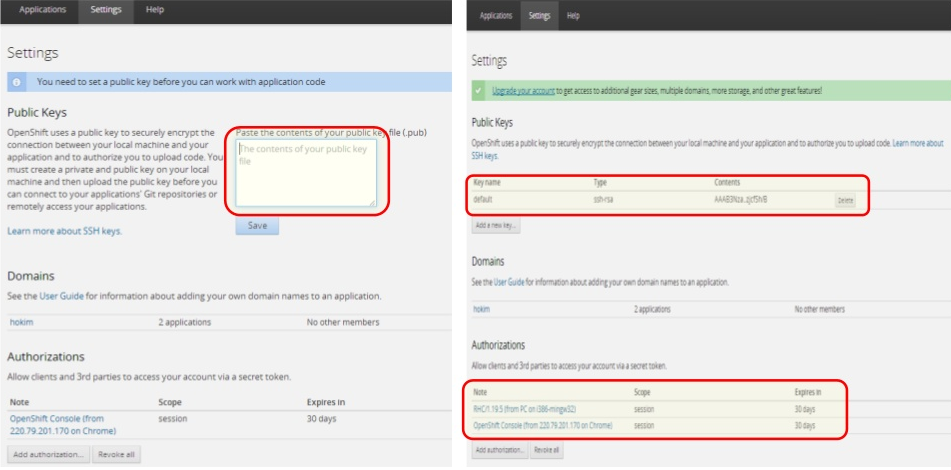 Applications Settings Help
Settings
You need to set a public key before you can work with application code
Public Keys
OpenShift uses a public key to securely encrypt the
connection between your local machine and your
application and to authorize you to upload code. You
must create a private and public key on your local
machine and then upload the public key before you
can connect to your applications' Git repositories or
remotely access your applications.
Learn more about SSH keys.
Paste the contents of your public key file (.pub)
The contents of your public key
file
Save
Domains
See the User Guide for information about adding your own domain names to an application.
hokim 2 applications No other members
Authorizations
Allow clients and 3rd parties to access your account via a secret token.
Note Scope Expires in
OpenShift Console (from session 30 days
220.79.201.170 on Chrome)
Add authorization... Revoke all
Applications Settings Help
Settings
Upgrade your account to get access to additional gear sizes, multiple domains, more storage, and other great features!
Public Keys
OpenShift uses a public key to securely encrypt the connection between your local machine and your application and to authorize you to upload code. Learn more about
SSH keys.
Key name Type Contents
default ssh-rsa Delete
Add a new key...
Domains
See the User Guide for information about adding your own domain names to an application.
hokim 2 applications No other members
Authorizations
Allow clients and 3rd parties to access your account via a secret token.
Note Scope Expires in
RHC/1.19.5 (from PC on i386-mingw32) session 30 days
OpenShift Console (from 220.79.201.170 on Chrome) session 30 days
Add authorization... Revoke all